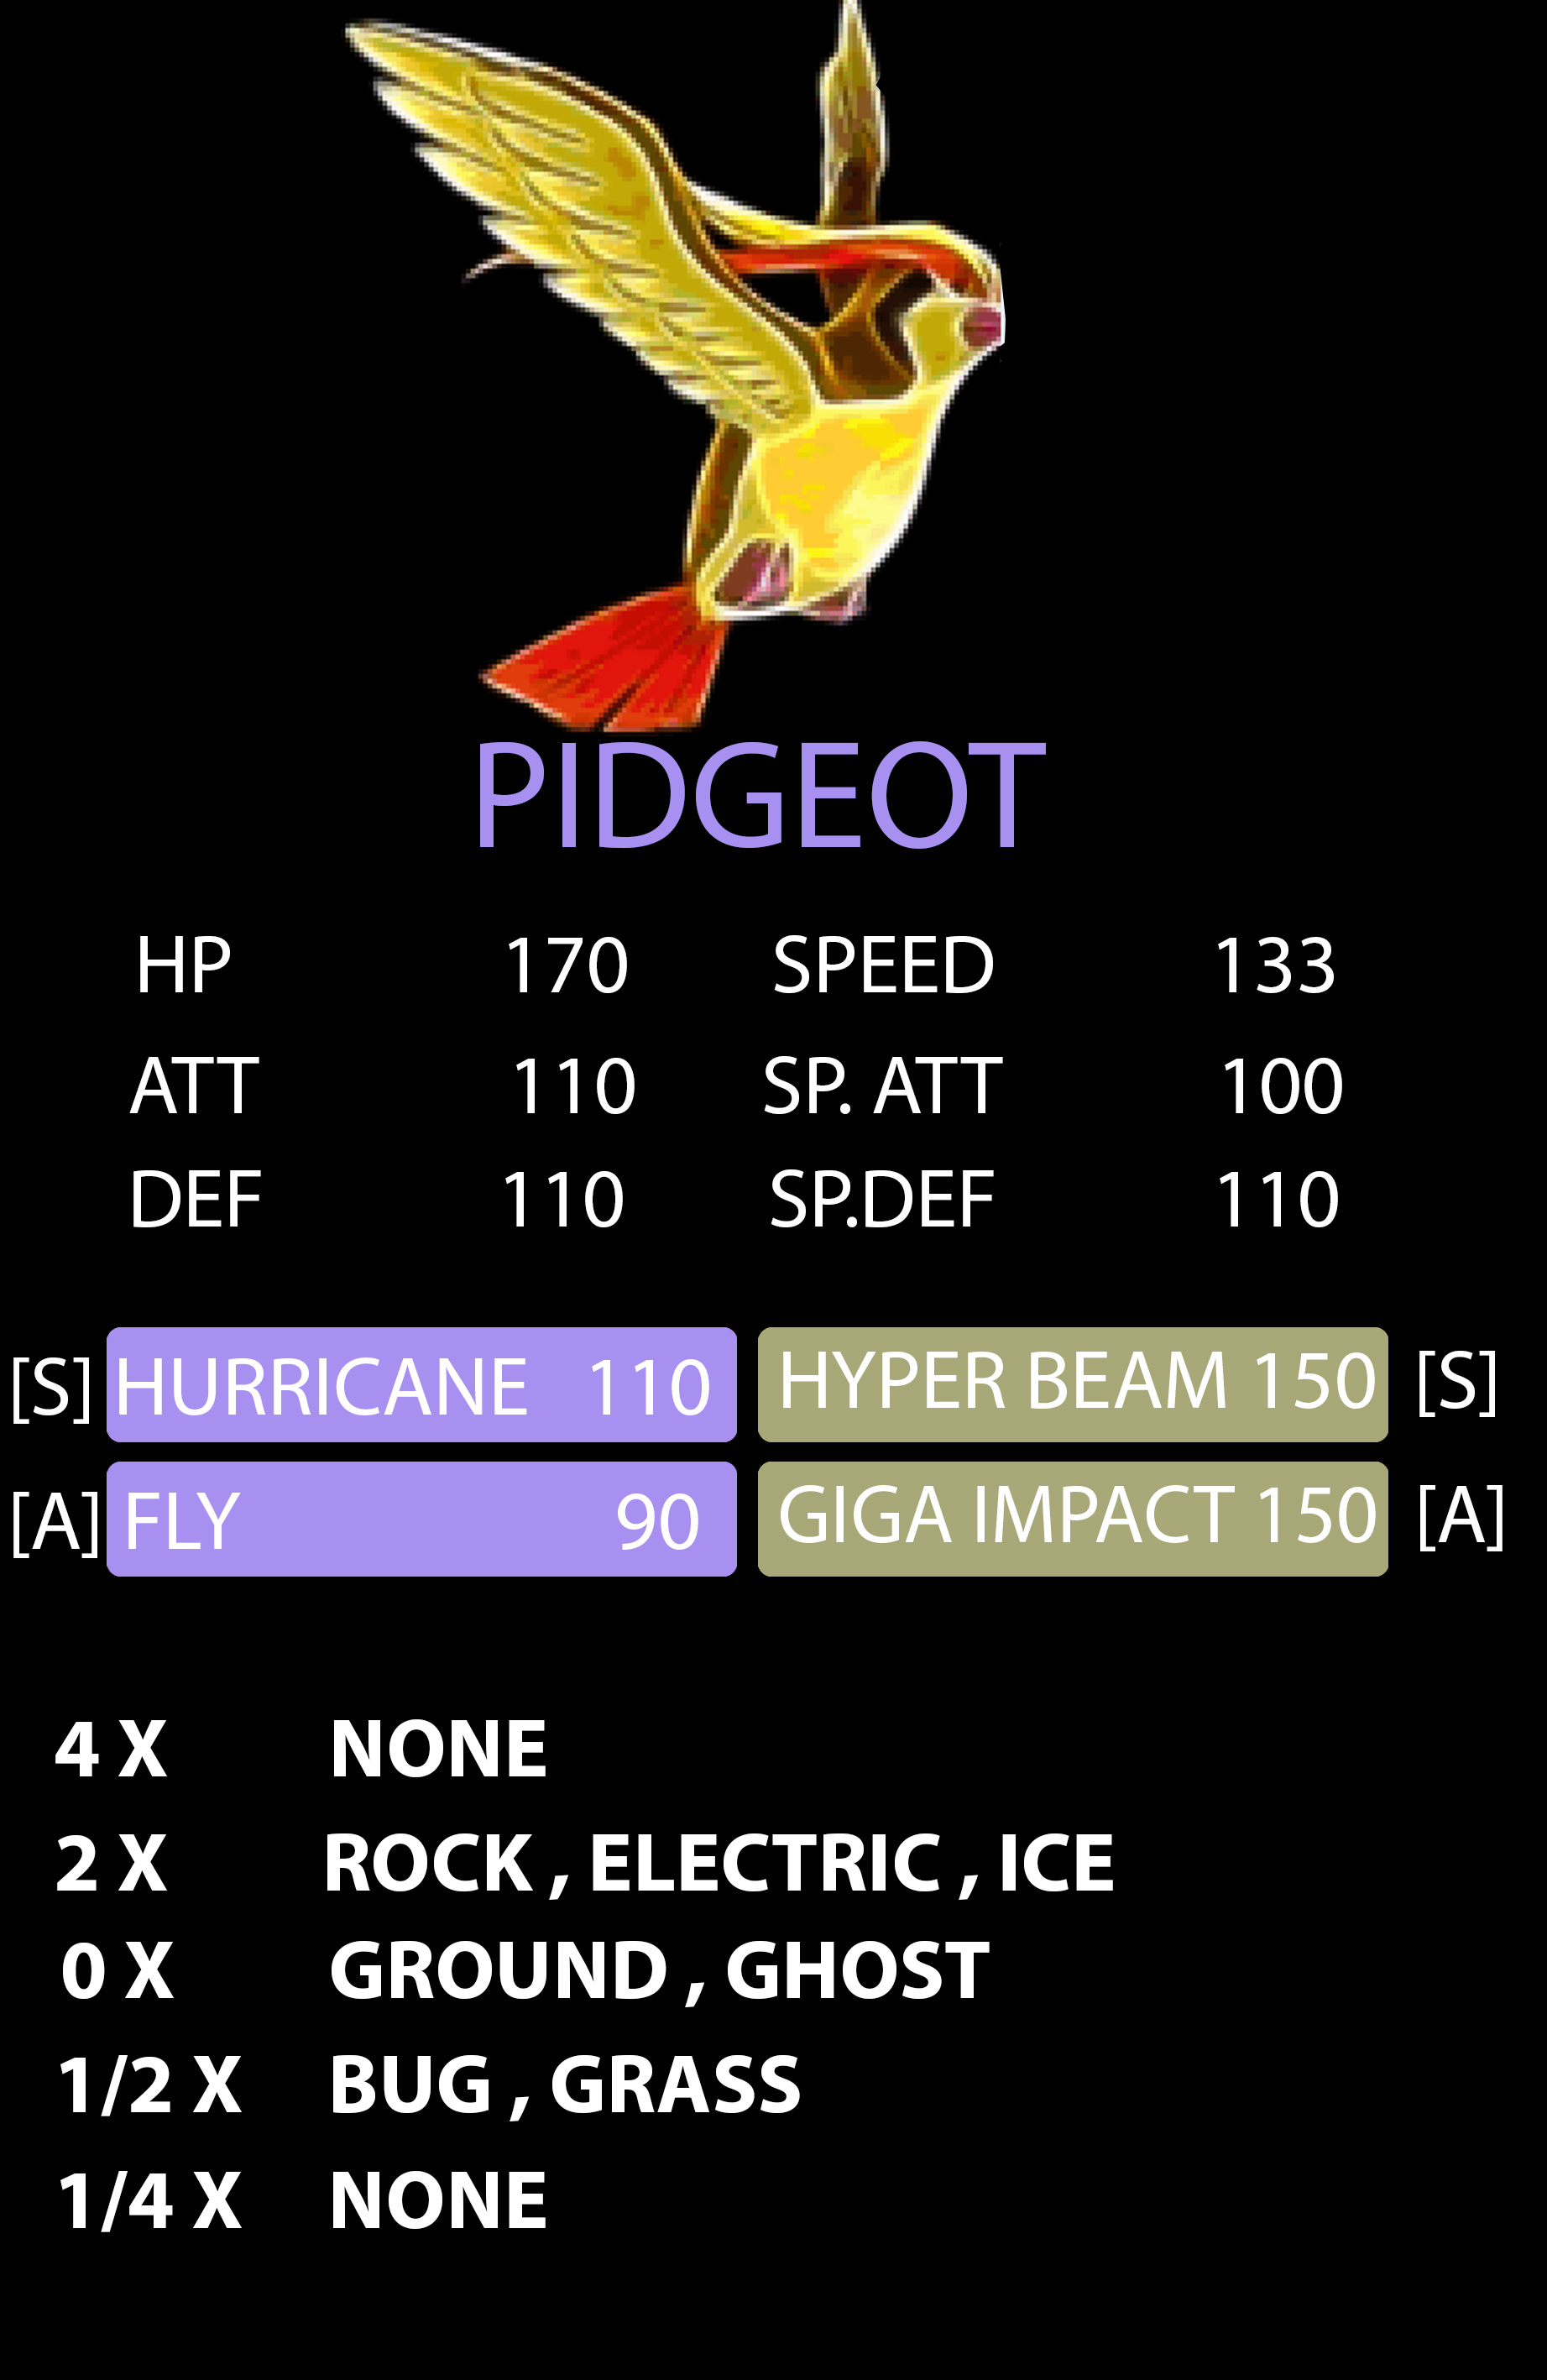 PIDGEOT
HP 170 SPEED 133
ATT 110 SP. ATT 100
DEF 110 SP.DEF 110
[S] HURRICANE 110 HYPER BEAM 150 [S]
[A] FLY 90 GIGA IMPACT 150 [A]
4 X NONE
2 X ROCK , ELECTRIC , ICE
0 X GROUND , GHOST
1/2 X BUG , GRASS
1/4 X NONE